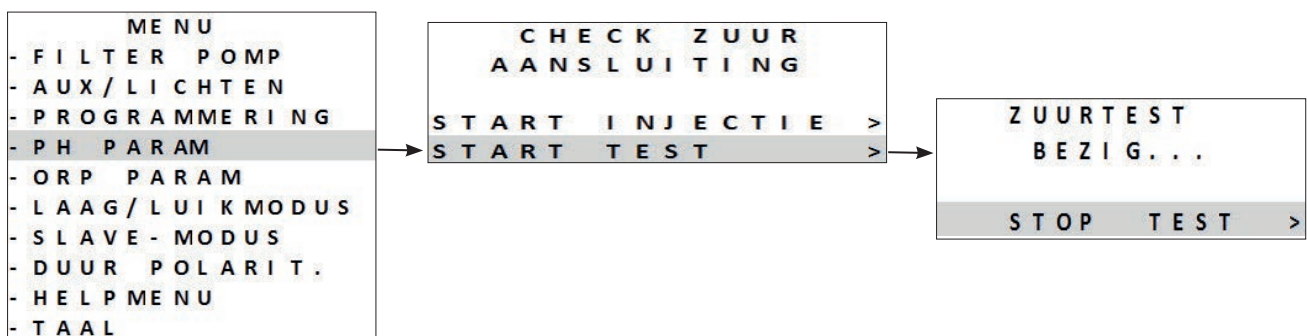 MENU
- FILTER POMP
- AUX/LICHTEN
- PROGRAMMERING
- PH PARAM
- ORP PARAM
- LAAG/LUIKMODUS
- SLAVE-MODUS
- DUUR POLARIT.
- HELPMENU
- TAAL
CHECK ZUUR
AANSLUITING
START INJECTIE >
START TEST >
ZUURTEST
BEZIG...
STOP TEST >